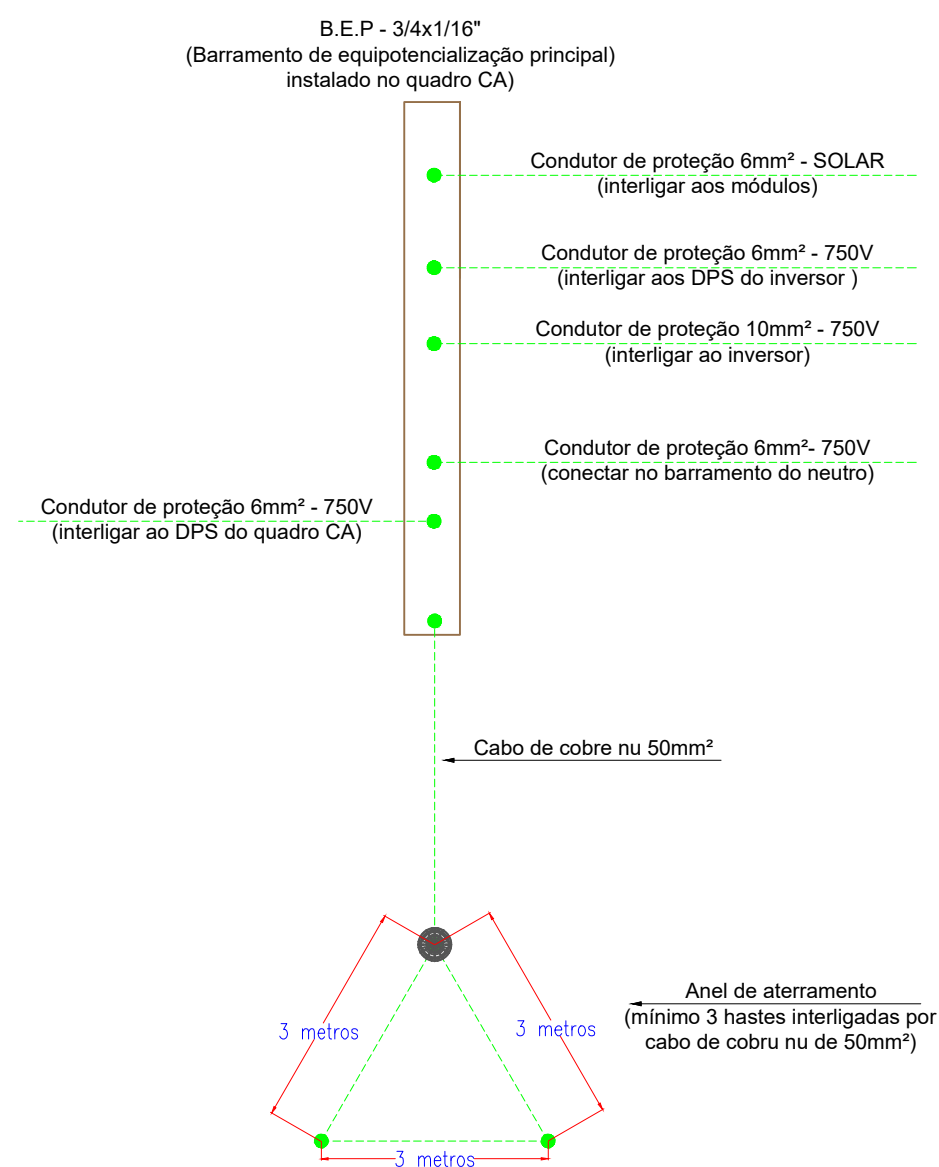 B.E.P - 3/4x1/16"
(Barramento de equipotencialização principal)
instalado no quadro CA)
Condutor de proteção 6mm² - SOLAR
(interligar aos módulos)
Condutor de proteção 6mm² - 750V
(interligar aos DPS do inversor )
Condutor de proteção 10mm² - 750V
(interligar ao inversor)
Condutor de proteção 6mm²- 750V
(conectar no barramento do neutro)
Condutor de proteção 6mm² - 750V
(interligar ao DPS do quadro CA)
Cabo de cobre nu 50mm²
Anel de aterramento
(mínimo 3 hastes interligadas por
cabo de cobru nu de 50mm²)
3 metros
3 metros
3 metros